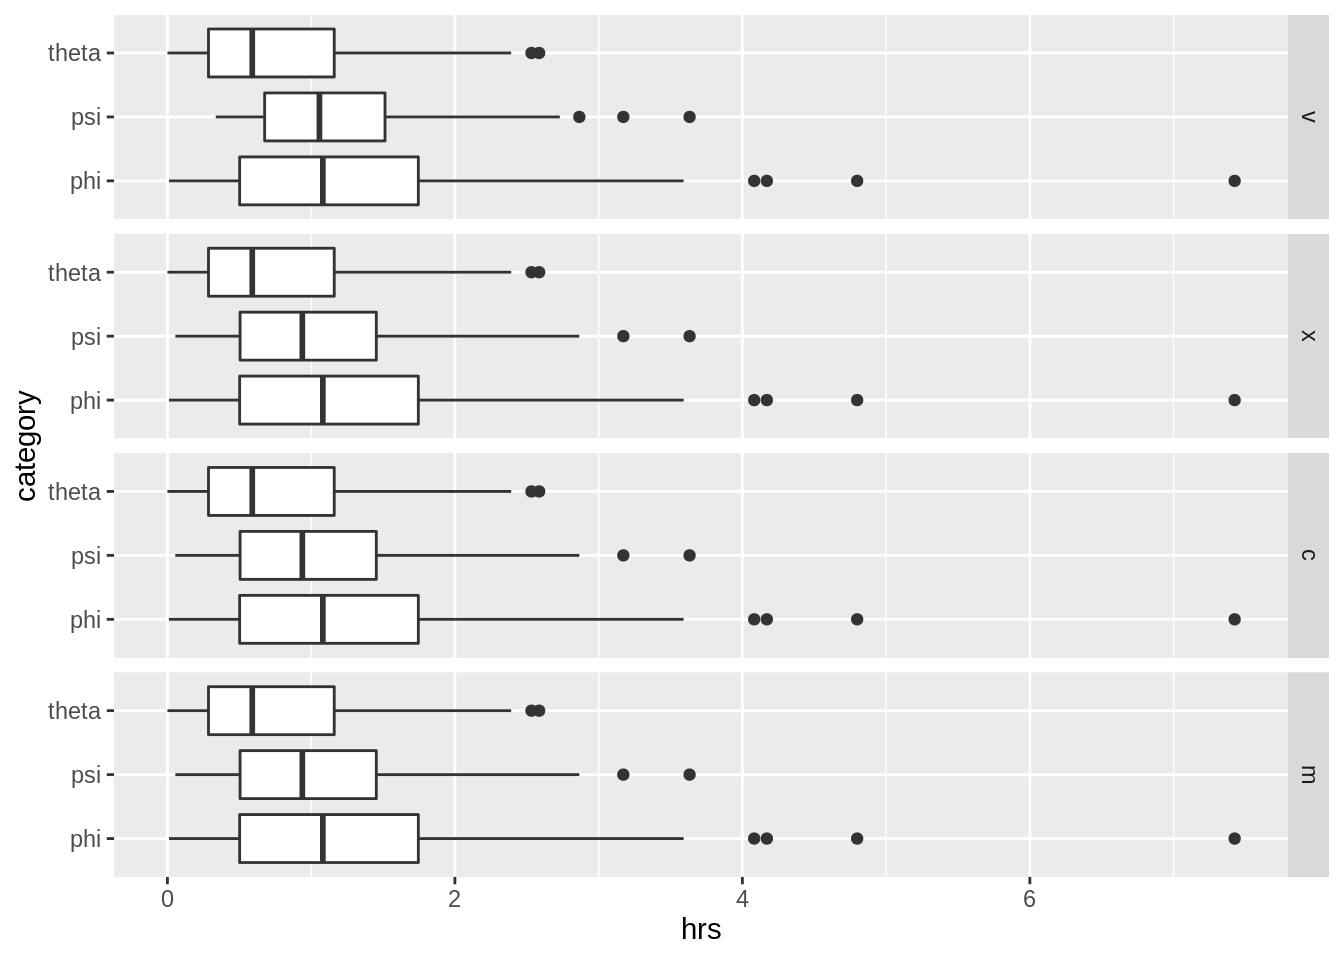 theta
psi
phi
v
theta
psi
phi
x
category
theta
psi
phi
c
theta
psi
phi
m
0 2 4 6
hrs